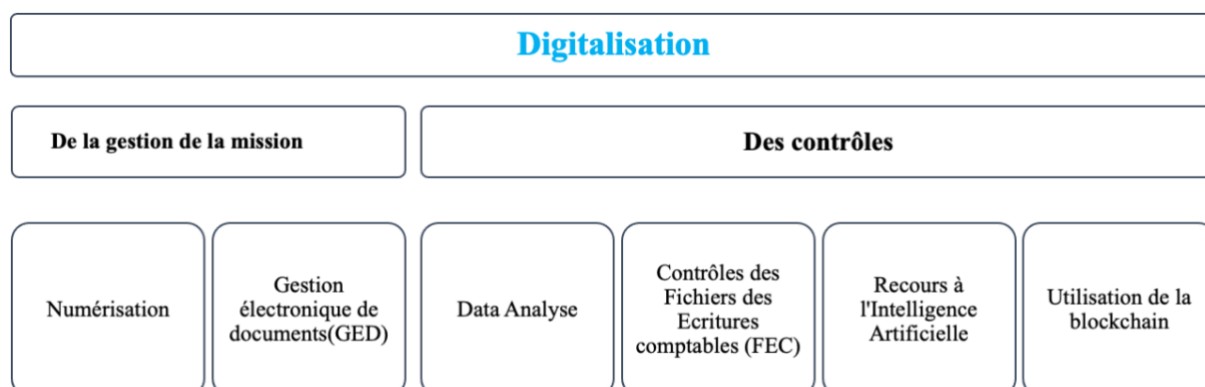 Digitalisation
De la gestion de la mission
Des contrôles
Numérisation
Gestion
électronique de
documents(GED)
Data Analyse
Contrôles des
Fichiers des
Ecritures
comptables (FEC)
Recours à
l'Intelligence
Artificielle
Utilisation de la
blockchain